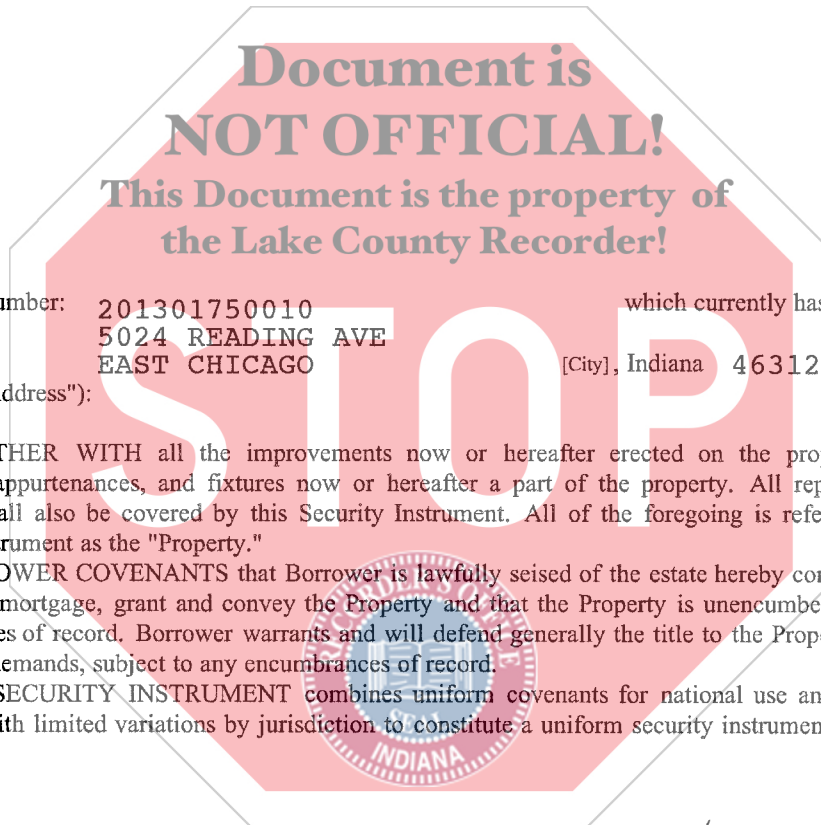 Document is
NOT OFFICIAL!
This Document is the property of
the Lake County Recorder!
umber: 201301750010 which currently has
5024 READING AVE
EAST CHICAGO [City], Indiana 46312
ddress"):
THER WITH all the improvements now or hereafter erected on the prop
appurtenances, and fixtures now or hereafter a part of the property. All rep
all also be covered by this Security Instrument. All of the foregoing is refe
rument as the "Property."
OWER COVENANTS that Borrower is lawfully seised of the estate hereby con
mortgage, grant and convey the Property and that the Property is unencumbe
es of record. Borrower warrants and will defend generally the title to the Prope
emands, subject to any encumbrances of record.
SECURITY INSTRUMENT combines uniform covenants for national use an
ith limited variations by jurisdiction to constitute a uniform security instrumen
STOP
RECORDER'S OFFICE
SEAL
INDIANA